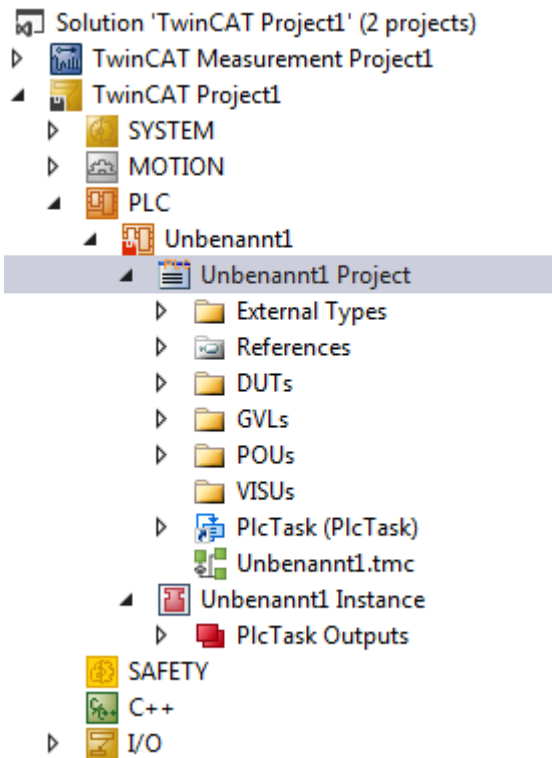 Solution 'TwinCAT Project1' (2 projects)
TwinCAT Measurement Project1
TwinCAT Project1
SYSTEM
MOTION
PLC
Unbenannt1
Unbenannt1 Project
External Types
References
DUTs
GVLs
POUs
VISUs
PlcTask (PlcTask)
Unbenannt1.tmc
Unbenannt1 Instance
PlcTask Outputs
SAFETY
C++
I/O